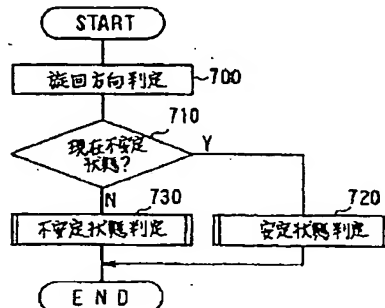 START
旋回方向判定
700
710
現在不安定
状態?
Y
N
730
720
不安定状態判定
安定状態判定
END